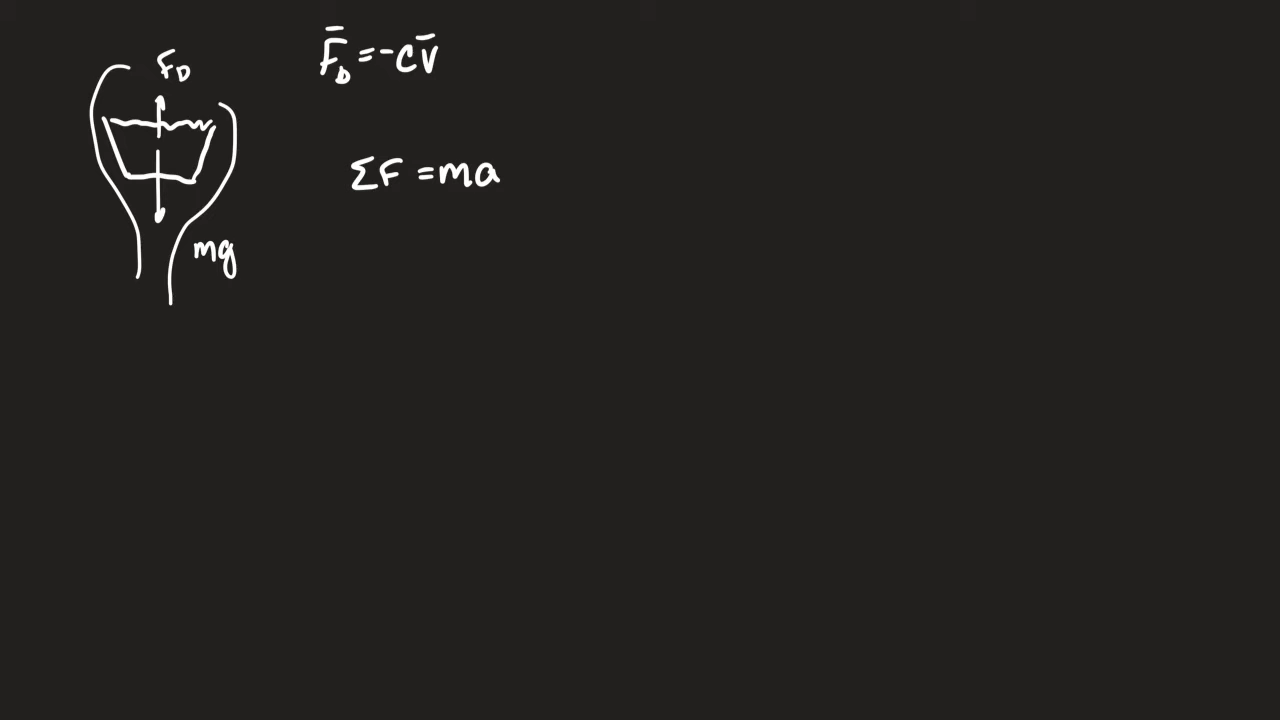 F̄_D = -cv̄
F_D
ΣF = ma
mg